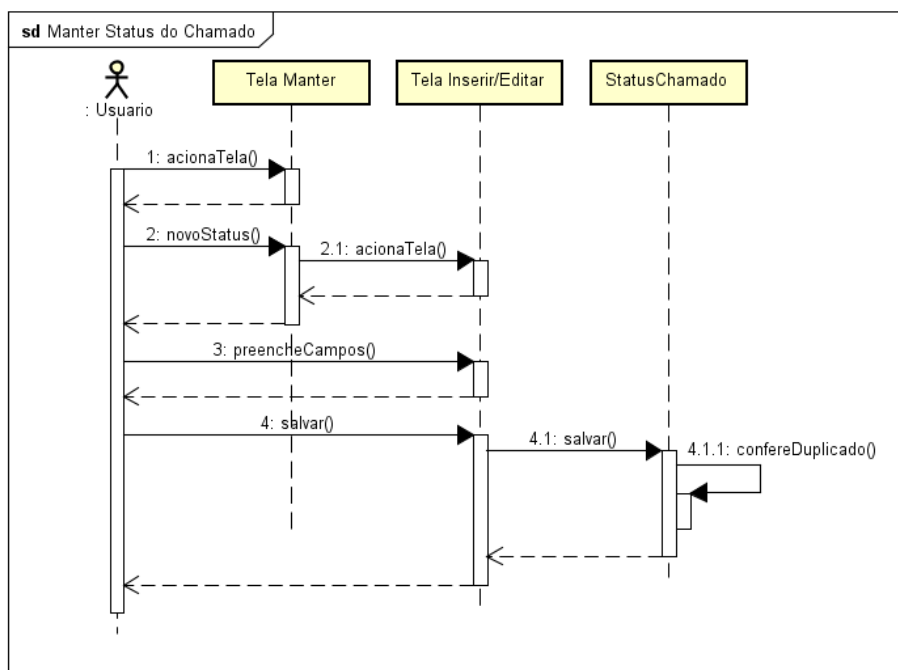 sd Manter Status do Chamado
: Usuario
Tela Manter
Tela Inserir/Editar
StatusChamado
1: acionaTela()
2: novoStatus()
2.1: acionaTela()
3: preencheCampos()
4: salvar()
4.1: salvar()
4.1.1: confereDuplicado()